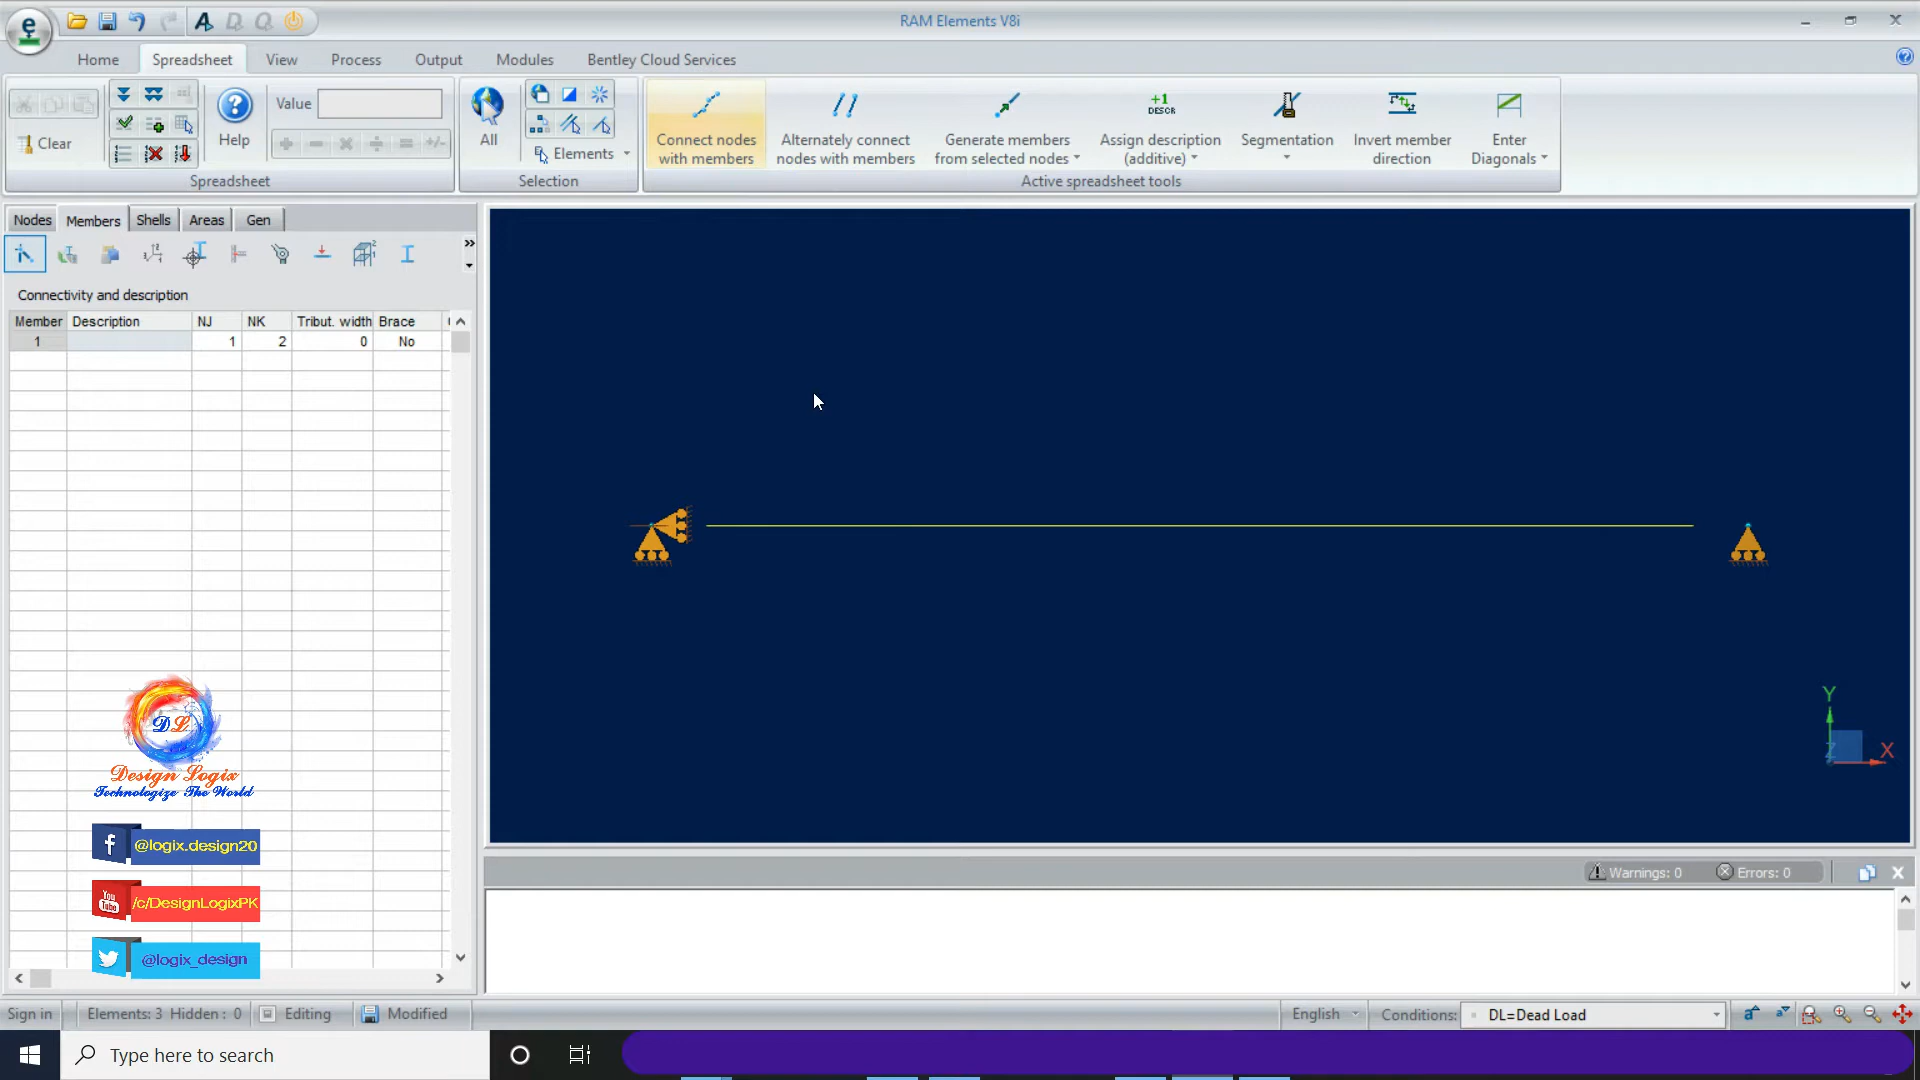 RAM Elements V8i
Home Spreadsheet View Process Output Modules Bentley Cloud Services
Clear
Help
Value
Spreadsheet
All
Elements
Selection
Connect nodes
with members
Alternately connect
nodes with members
Generate members
from selected nodes
+1
DESCR
Assign description
(additive)
Segmentation
Invert member
direction
Enter
Diagonals
Active spreadsheet tools
Nodes Members Shells Areas Gen
Connectivity and description
Member Description NJ NK Tribut. width Brace
1 1 2 0 No
Y
Z X
DL
Design Logix
Technologize The World
f @logix.design20
You Tube /c/DesignLogixPK
@logix_design
Warnings: 0 Errors: 0
Sign in Elements: 3 Hidden : 0 Editing Modified English Conditions: DL=Dead Load
Type here to search